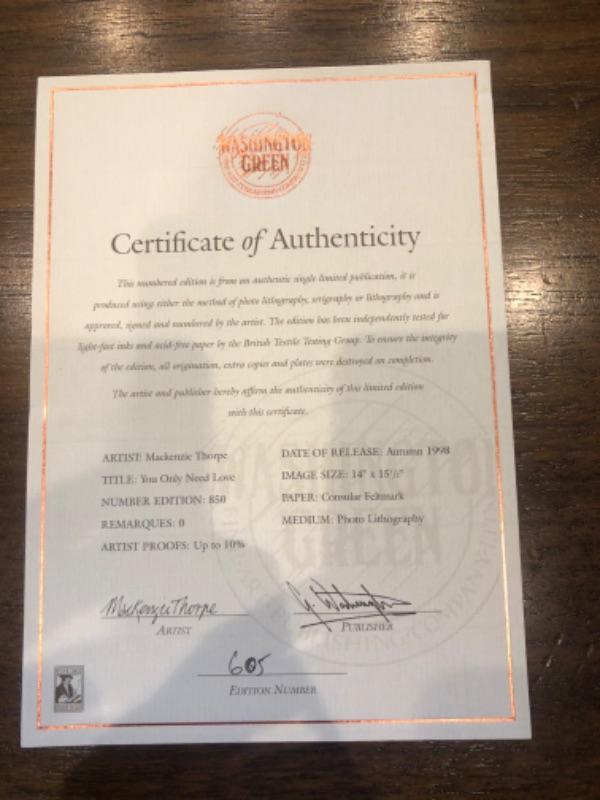 WASHINGTON
GREEN
Certificate of Authenticity
This numbered edition is from an authentic single limited publication, it is
produced using either the method of photo lithography, serigraphy or lithography and is
approved, signed and numbered by the artist. The edition has been independently tested for
light-fast inks and acid-free paper by the British Textile Testing Group. To ensure the integrity
of the edition, all origination, extra copies and plates were destroyed on completion.
The artist and publisher hereby affirm the authenticity of this limited edition
with this certificate.
ARTIST: Mackenzie Thorpe
TITLE: You Only Need Love
NUMBER EDITION: 850
REMARQUES: 0
ARTIST PROOFS: Up to 10%
DATE OF RELEASE: Autumn 1998
IMAGE SIZE: 14" x 15½"
PAPER: Consular Feltmark
MEDIUM: Photo Lithography
MacKenzie Thorpe
ARTIST
PUBLISHER
605
EDITION NUMBER
WASHINGTON
GREEN